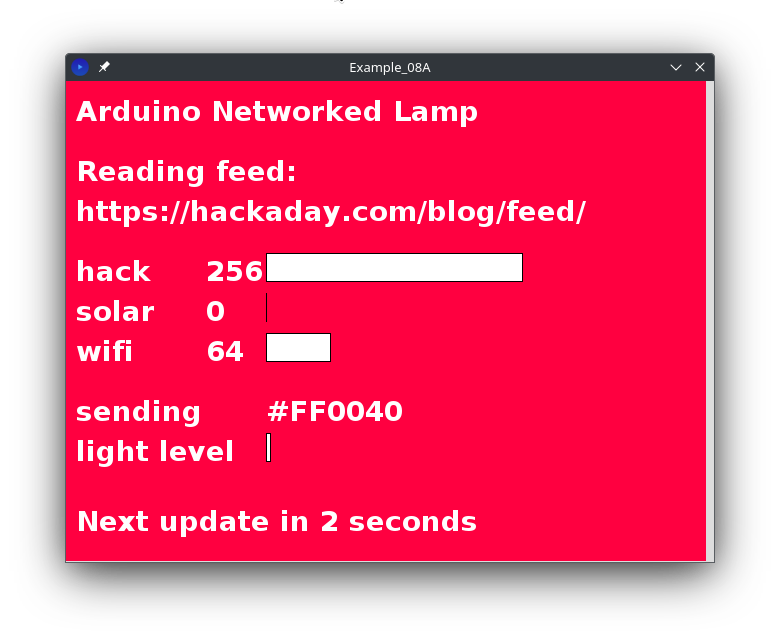 Example_08A
Arduino Networked Lamp
Reading feed:
https://hackaday.com/blog/feed/
hack 256
solar 0
wifi 64
sending #FF0040
light level
Next update in 2 seconds